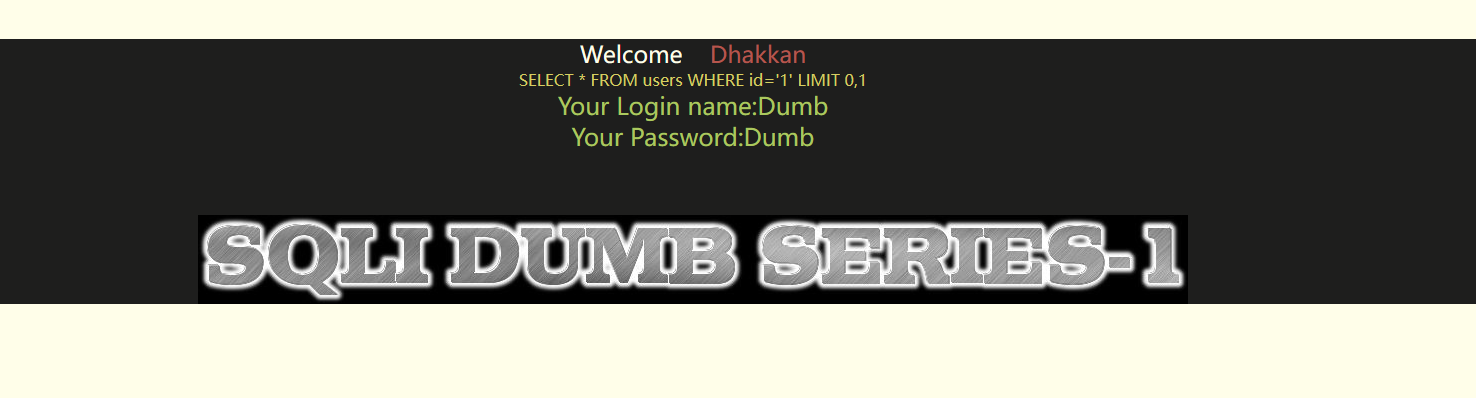 Welcome Dhakkan
SELECT * FROM users WHERE id='1' LIMIT 0,1
Your Login name:Dumb
Your Password:Dumb
SQLI DUMB SERIES-1